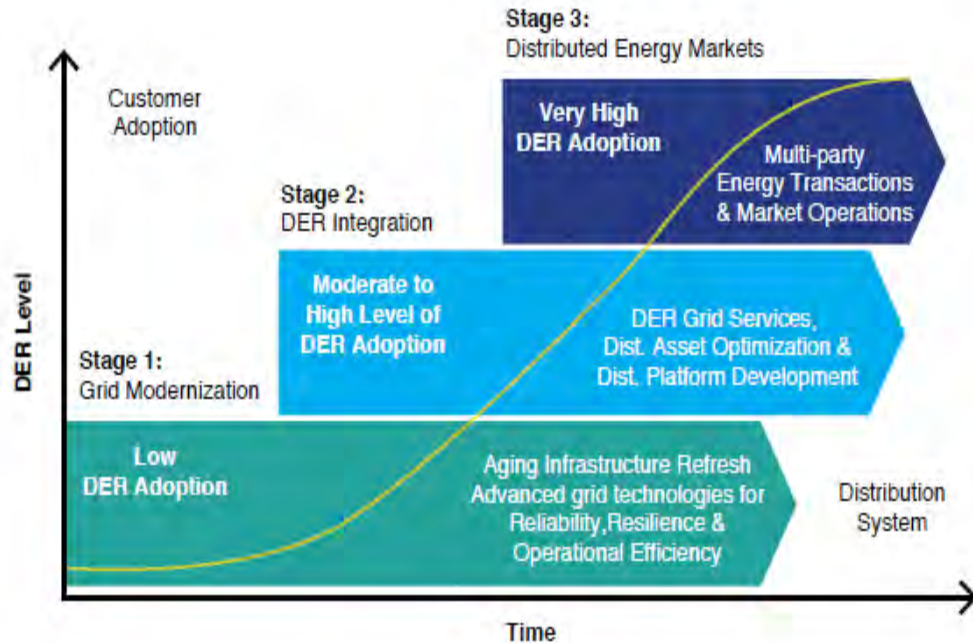 Stage 3:
Distributed Energy Markets
Customer
Adoption
Very High
DER Adoption
Multi-party
Energy Transactions
& Market Operations
Stage 2:
DER Integration
Moderate to
High Level of
DER Adoption
DER Grid Services,
Dist. Asset Optimization &
Dist. Platform Development
DER Level
Stage 1:
Grid Modernization
Low
DER Adoption
Aging Infrastructure Refresh
Advanced grid technologies for
Reliability,Resilience &
Operational Efficiency
Distribution
System
Time